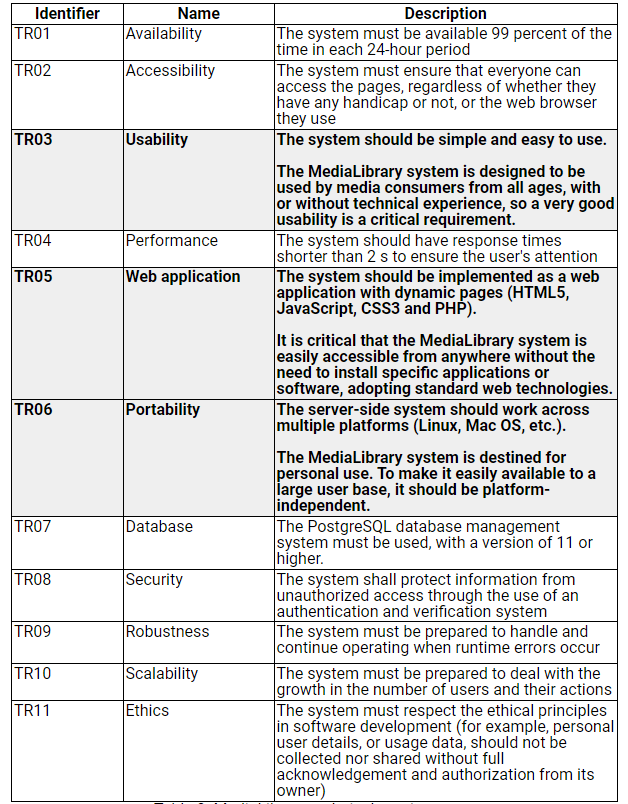 Identifier Name Description
TR01 Availability The system must be available 99 percent of the
time in each 24-hour period
TR02 Accessibility The system must ensure that everyone can
access the pages, regardless of whether they
have any handicap or not, or the web browser
they use
TR03 Usability The system should be simple and easy to use.
The MediaLibrary system is designed to be
used by media consumers from all ages, with
or without technical experience, so a very good
usability is a critical requirement.
TR04 Performance The system should have response times
shorter than 2 s to ensure the user's attention
TR05 Web application The system should be implemented as a web
application with dynamic pages (HTML5,
JavaScript, CSS3 and PHP).
It is critical that the MediaLibrary system is
easily accessible from anywhere without the
need to install specific applications or
software, adopting standard web technologies.
TR06 Portability The server-side system should work across
multiple platforms (Linux, Mac OS, etc.).
The MediaLibrary system is destined for
personal use. To make it easily available to a
large user base, it should be platform-
independent.
TR07 Database The PostgreSQL database management
system must be used, with a version of 11 or
higher.
TR08 Security The system shall protect information from
unauthorized access through the use of an
authentication and verification system
TR09 Robustness The system must be prepared to handle and
continue operating when runtime errors occur
TR10 Scalability The system must be prepared to deal with the
growth in the number of users and their actions
TR11 Ethics The system must respect the ethical principles
in software development (for example, personal
user details, or usage data, should not be
collected nor shared without full
acknowledgement and authorization from its
owner)